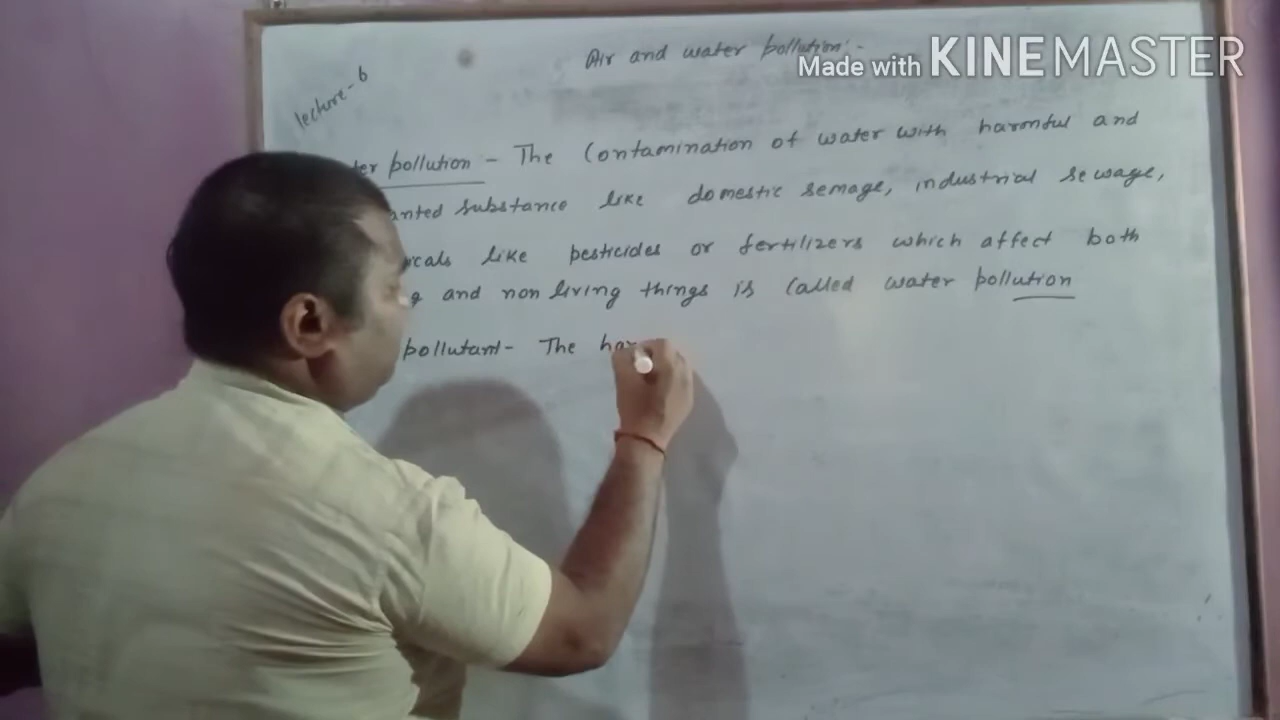 Air and water pollution:-
Made with KINEMASTER
lecture-6
ter pollution - The Contamination of water with harmful and
anted substance like domestic semage, industrial sewage,
cals like pesticides or fertilizers which affect both
g and non living things is called water pollution
pollutant- The har